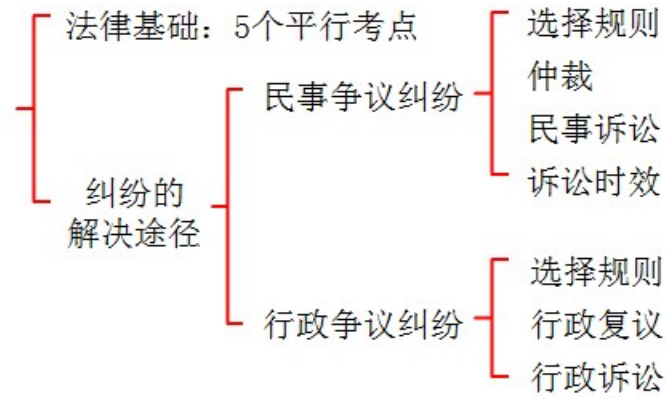 法律基础：5个平行考点
纠纷的
解决途径
民事争议纠纷
选择规则
仲裁
民事诉讼
诉讼时效
行政争议纠纷
选择规则
行政复议
行政诉讼